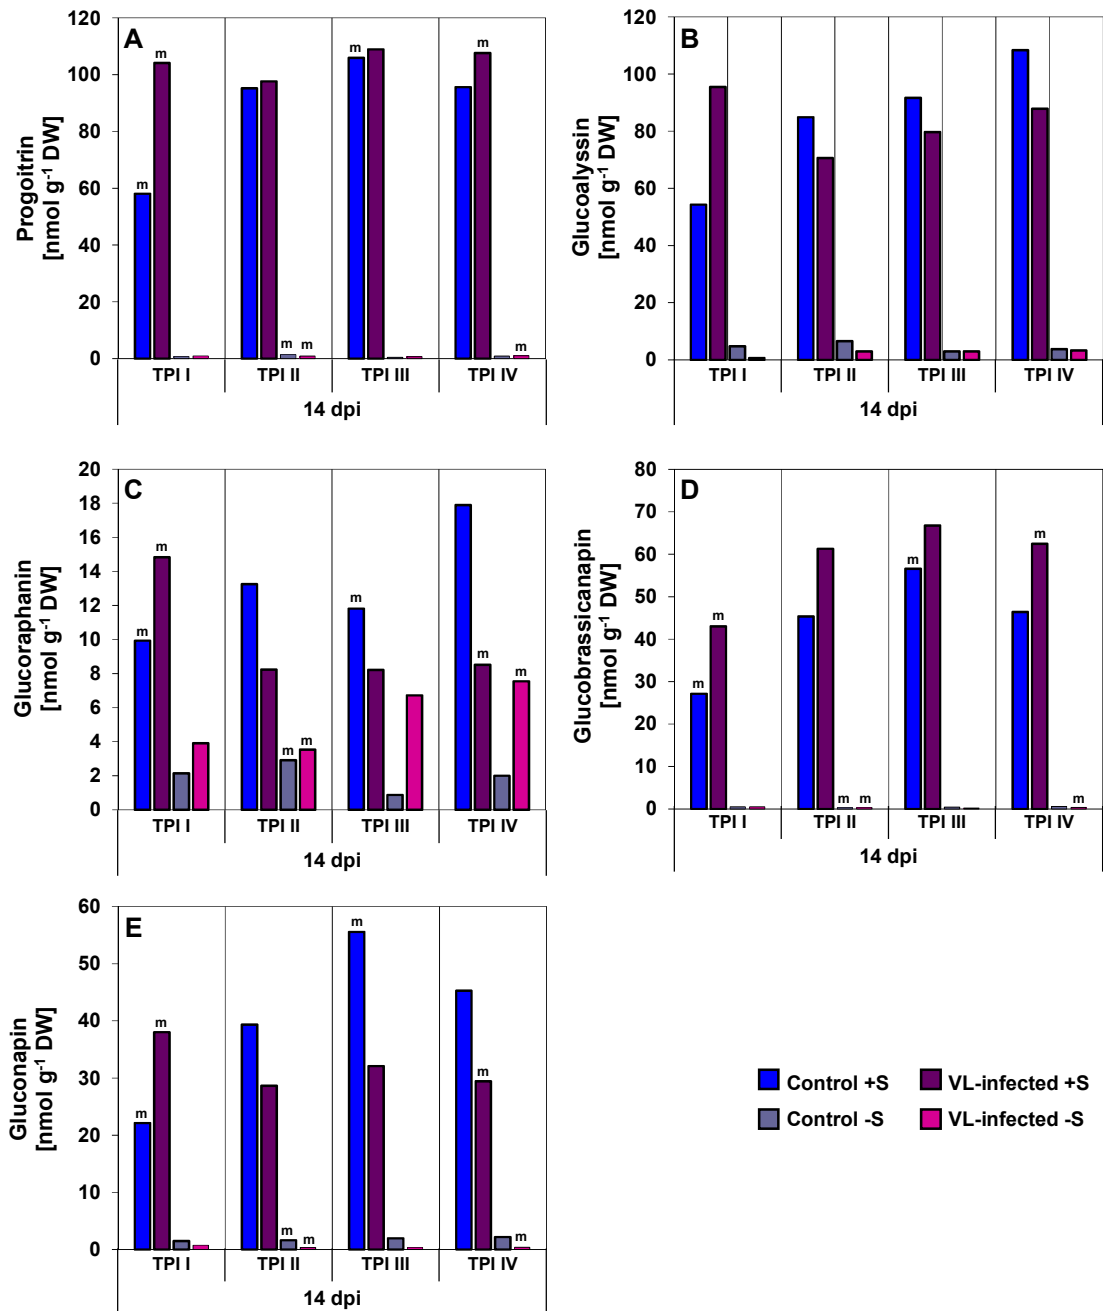 A
Progoitrin
[nmol g⁻¹ DW]
120
100
80
60
40
20
0
m
m
m
m
m
m
m
m
TPI I
TPI II
TPI III
TPI IV
14 dpi
B
Glucoalyssin
[nmol g⁻¹ DW]
120
100
80
60
40
20
0
TPI I
TPI II
TPI III
TPI IV
14 dpi
C
Glucoraphanin
[nmol g⁻¹ DW]
20
18
16
14
12
10
8
6
4
2
0
m
m
m
m
m
m
m
TPI I
TPI II
TPI III
TPI IV
14 dpi
D
Glucobrassicanapin
[nmol g⁻¹ DW]
80
70
60
50
40
30
20
10
0
m
m
m
m
m
m
m
TPI I
TPI II
TPI III
TPI IV
14 dpi
E
Gluconapin
[nmol g⁻¹ DW]
60
50
40
30
20
10
0
m
m
m
m
m
m
m
TPI I
TPI II
TPI III
TPI IV
14 dpi
Control +S
VL-infected +S
Control -S
VL-infected -S